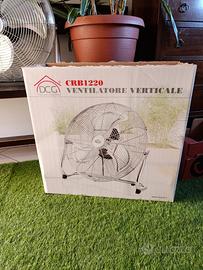 CRB1220
DCG
VENTILATORE VERTICALE